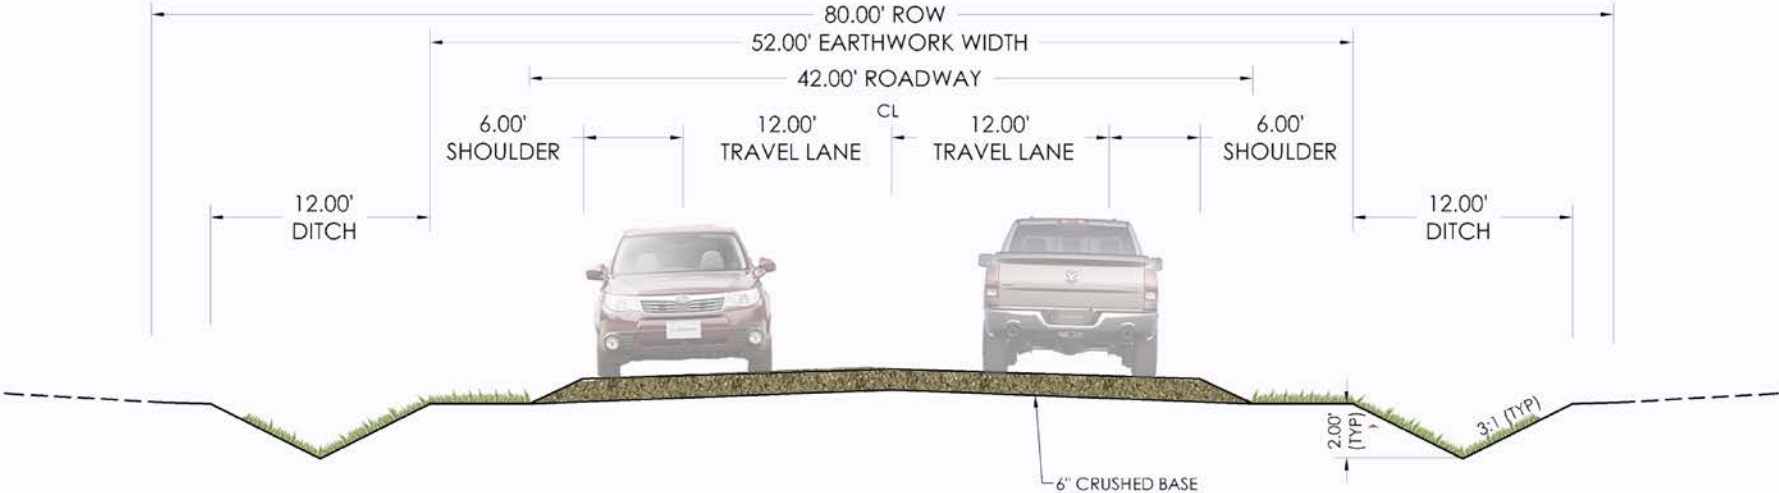 80.00' ROW
52.00' EARTHWORK WIDTH
42.00' ROADWAY
CL
6.00'
SHOULDER
12.00'
TRAVEL LANE
12.00'
TRAVEL LANE
6.00'
SHOULDER
12.00'
DITCH
12.00'
DITCH
2.00'
(TYP)
3:1 (TYP)
6" CRUSHED BASE